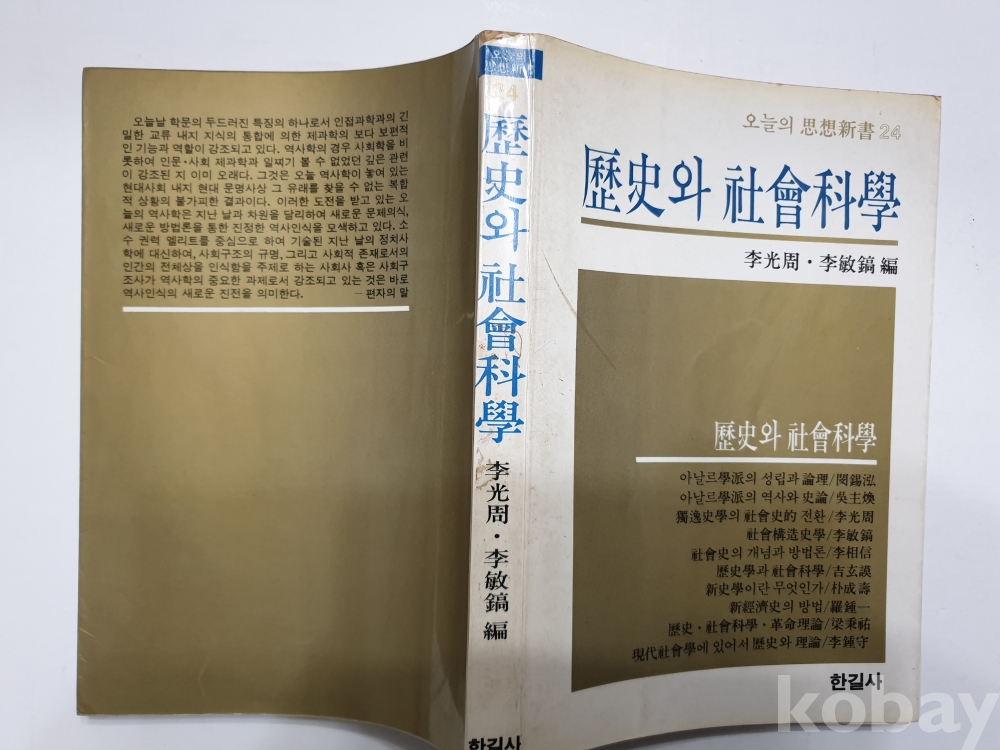 오늘날 학문의 두드러진 특징의 하나로서 인접과학과의 긴
밀한 교류 내지 지식의 통합에 의한 제과학의 보다 보편적
인 기능과 역할이 강조되고 있다. 역사학의 경우 사회학을 비
롯하여 인문·사회 제과학과 일찌기 볼 수 없었던 깊은 관련
이 강조된 지 이미 오래다. 그것은 오늘 역사학이 놓여 있는
현대사회 내지 현대 문명사상 그 유래를 찾을 수 없는 복합
적 상황의 불가피한 결과이다. 이러한 도전을 받고 있는 오
늘의 역사학은 지난 날과 차원을 달리하여 새로운 문제의식,
새로운 방법론을 통한 진정한 역사인식을 모색하고 있다. 소
수 권력 엘리트를 중심으로 하여 기술된 지난 날의 정치사
학에 대신하여, 사회구조의 규명, 그리고 사회적 존재로서의
인간의 전체상을 인식함을 주제로 하는 사회사 혹은 사회구
조사가 역사학의 중요한 과제로서 강조되고 있는 것은 바로
역사인식의 새로운 진전을 의미한다. —편자의 말
오늘의
思想新書
24
歷史와 社會科學
李光周·李敏鎬 編
한길사
오늘의 思想新書 24
歷史와 社會科學
李光周·李敏鎬 編
歷史와 社會科學
아날르學派의 성립과 論理/閔錫泓
아날르學派의 역사와 史論/吳主煥
獨逸史學의 社會史的 전환/李光周
社會構造史學/李敏鎬
社會史의 개념과 방법론/李相信
歷史學과 社會科學/吉玄謨
新史學이란 무엇인가/朴成壽
新經濟史의 방법/羅鍾一
歷史·社會科學·革命理論/梁秉祐
現代社會學에 있어서 歷史와 理論/李鍾守
한길사
kobay